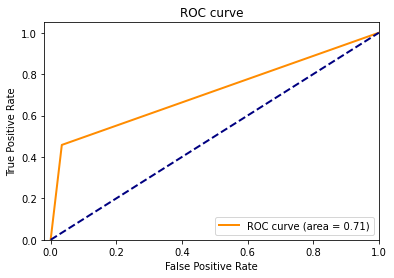 ROC curve
True Positive Rate
1.0
0.8
0.6
0.4
0.2
0.0
ROC curve (area = 0.71)
0.0 0.2 0.4 0.6 0.8 1.0
False Positive Rate